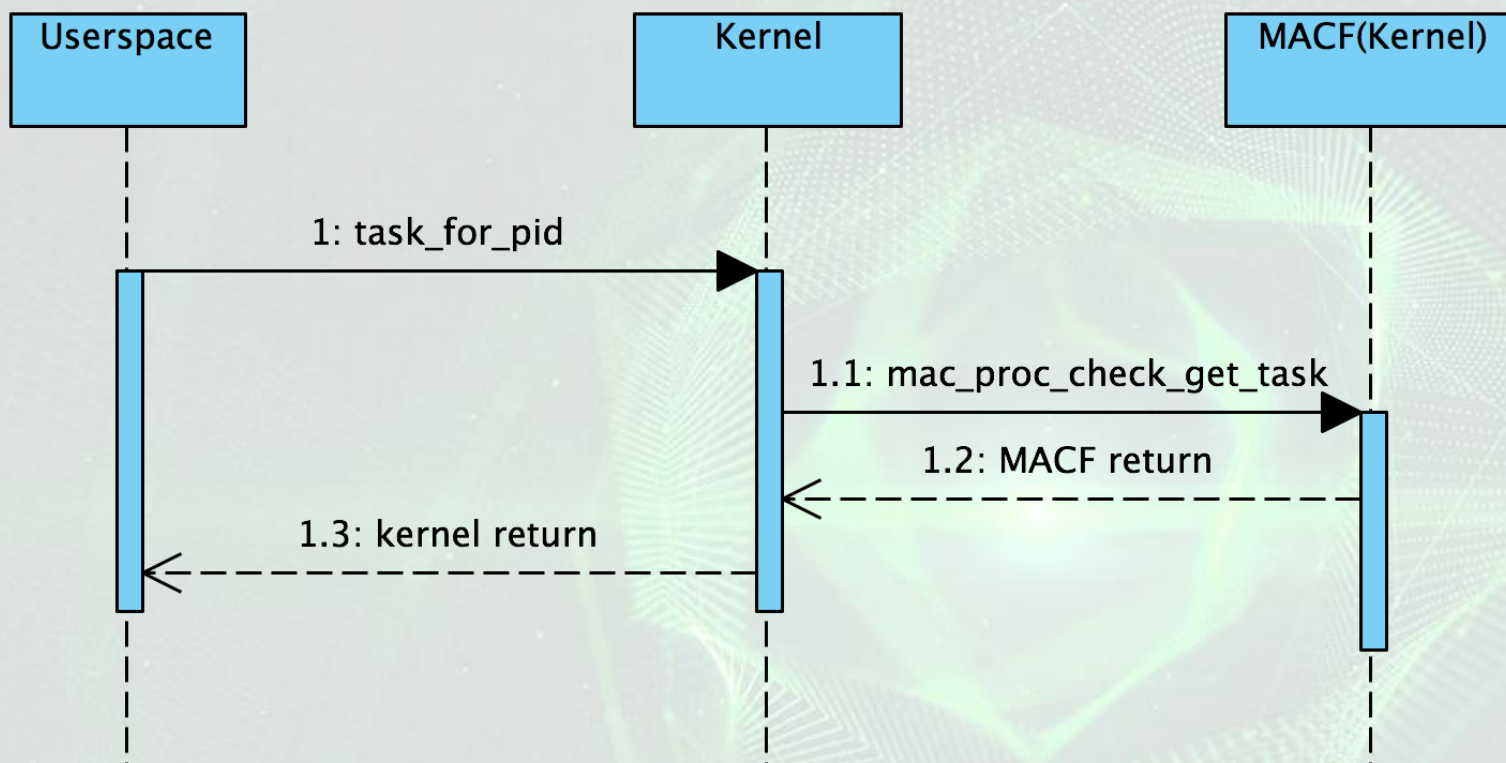 Userspace
Kernel
MACF(Kernel)
1: task_for_pid
1.1: mac_proc_check_get_task
1.2: MACF return
1.3: kernel return